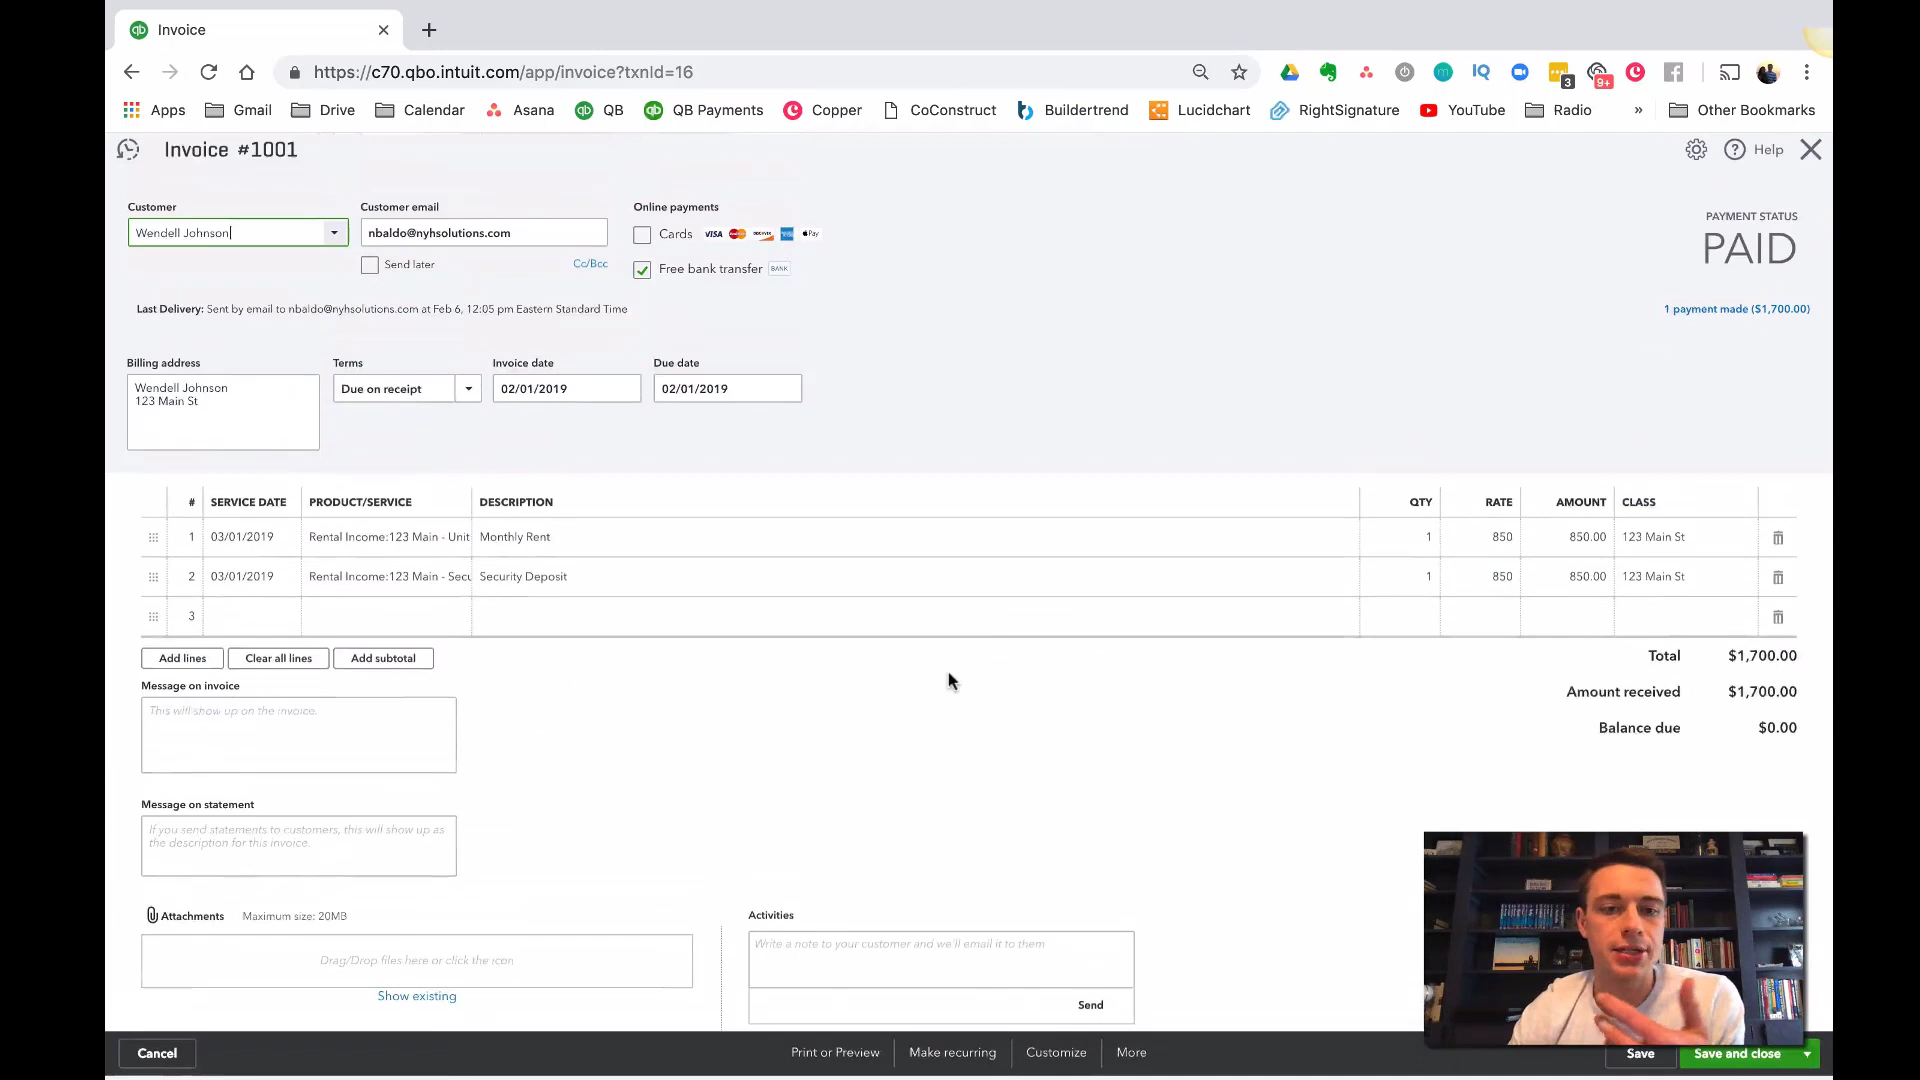 Invoice
https://c70.qbo.intuit.com/app/invoice?txnId=16
3
9+
Apps Gmail Drive Calendar Asana QB QB Payments Copper CoConstruct Buildertrend Lucidchart RightSignature YouTube Radio » Other Bookmarks
Invoice #1001
Help
Customer
Customer email
Online payments
PAYMENT STATUS
Wendell Johnson
nbaldo@nyhsolutions.com
Cards VISA DISCOVER Pay
PAID
Send later
Cc/Bcc
Free bank transfer BANK
Last Delivery: Sent by email to nbaldo@nyhsolutions.com at Feb 6, 12:05 pm Eastern Standard Time
1 payment made ($1,700.00)
Billing address
Terms
Invoice date
Due date
Wendell Johnson
123 Main St
Due on receipt
02/01/2019
02/01/2019
# SERVICE DATE PRODUCT/SERVICE DESCRIPTION QTY RATE AMOUNT CLASS
1 03/01/2019 Rental Income:123 Main - Unit Monthly Rent 1 850 850.00 123 Main St
2 03/01/2019 Rental Income:123 Main - Secu Security Deposit 1 850 850.00 123 Main St
3
Add lines Clear all lines Add subtotal
Total $1,700.00
Amount received $1,700.00
Balance due $0.00
Message on invoice
This will show up on the invoice.
Message on statement
If you send statements to customers, this will show up as
the description for this invoice.
Attachments Maximum size: 20MB
Drag/Drop files here or click the icon
Show existing
Activities
Write a note to your customer and we'll email it to them
Send
Cancel
Print or Preview Make recurring Customize More
Save Save and close